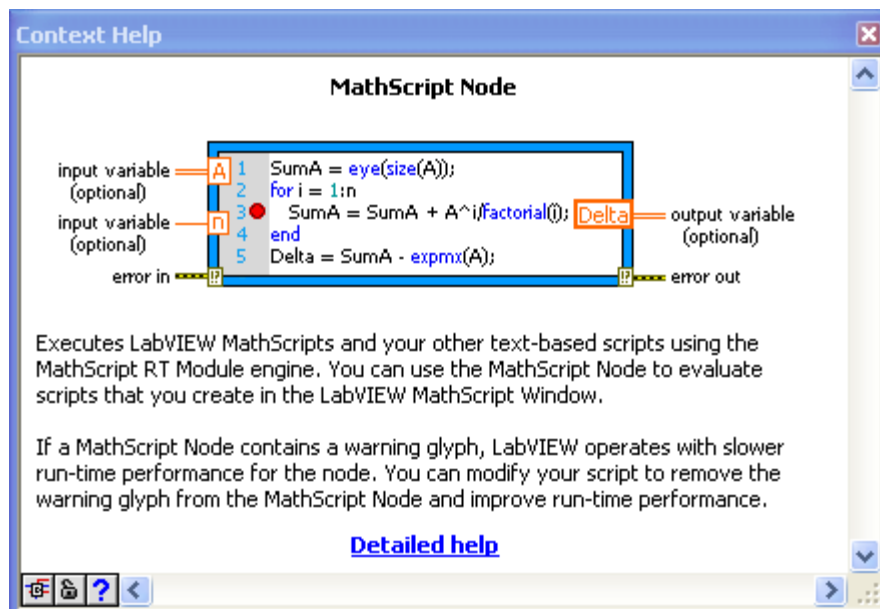 Context Help
MathScript Node
input variable
(optional)
input variable
(optional)
error in
A
n
1 SumA = eye(size(A));
2 for i = 1:n
3 SumA = SumA + A^i/factorial(i);
4 end
5 Delta = SumA - expmx(A);
Delta
output variable
(optional)
error out
Executes LabVIEW MathScripts and your other text-based scripts using the
MathScript RT Module engine. You can use the MathScript Node to evaluate
scripts that you create in the LabVIEW MathScript Window.
If a MathScript Node contains a warning glyph, LabVIEW operates with slower
run-time performance for the node. You can modify your script to remove the
warning glyph from the MathScript Node and improve run-time performance.
Detailed help
?